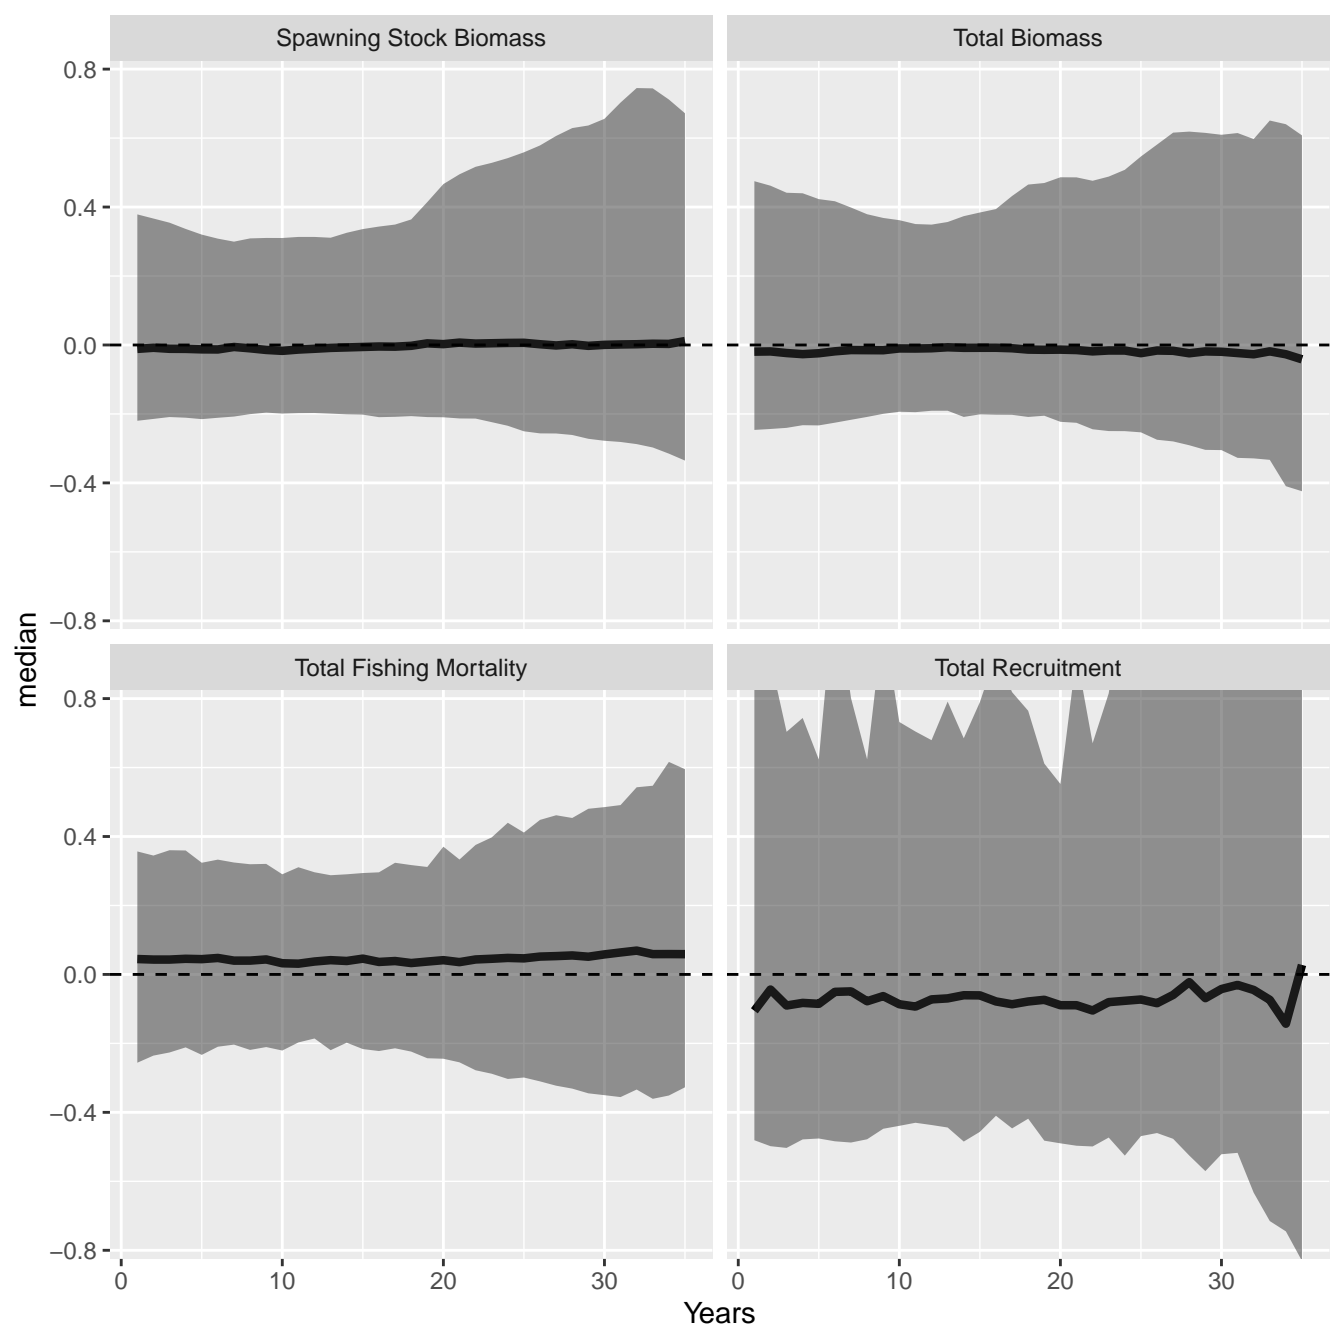 Spawning Stock Biomass
Total Biomass
0.8
0.4
0.0
−0.4
−0.8
median
Total Fishing Mortality
Total Recruitment
0.8
0.4
0.0
−0.4
−0.8
0 10 20 30
0 10 20 30
Years